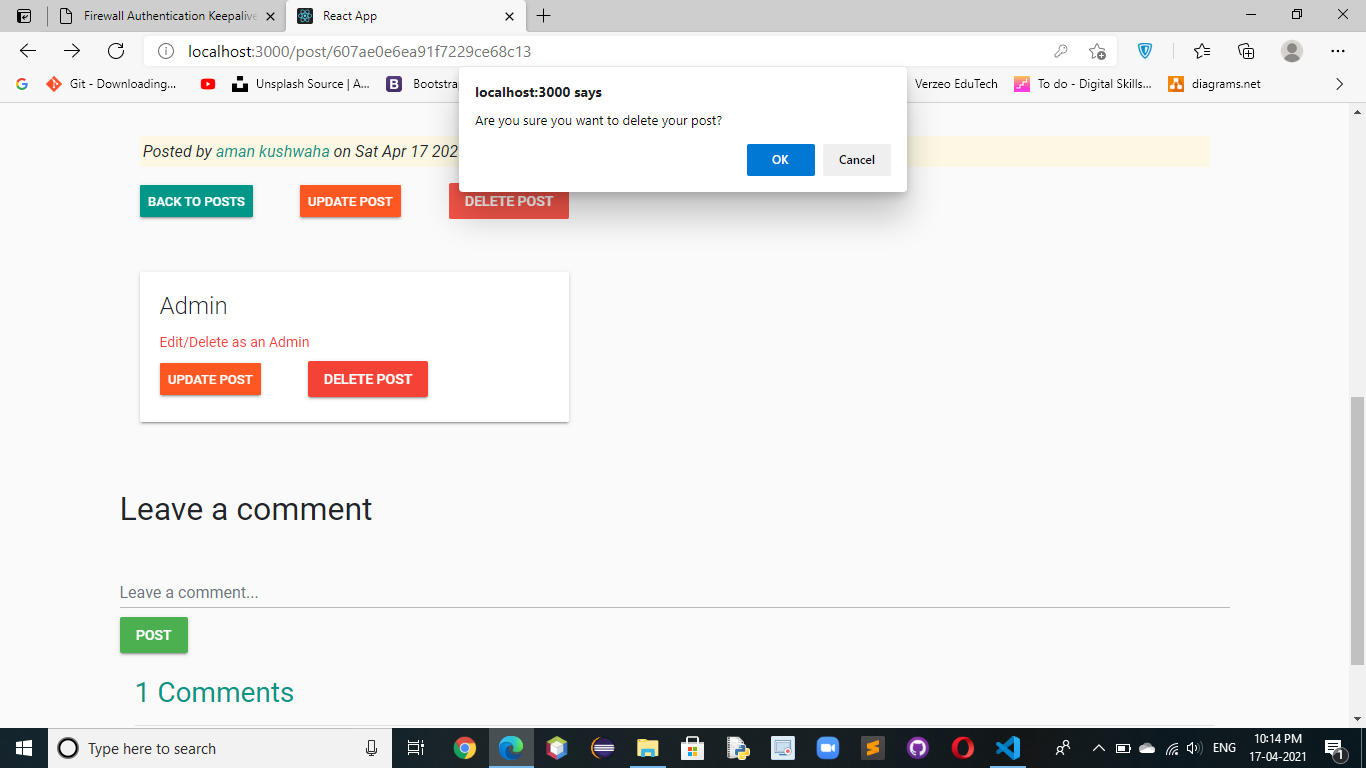 Firewall Authentication Keepalive
React App
localhost:3000/post/607ae0e6ea91f7229ce68c13
Git - Downloading...
Unsplash Source | A...
Bootstra
Verzeo EduTech
To do - Digital Skills...
diagrams.net
localhost:3000 says
Are you sure you want to delete your post?
OK
Cancel
Posted by aman kushwaha on Sat Apr 17 202
BACK TO POSTS
UPDATE POST
DELETE POST
Admin
Edit/Delete as an Admin
UPDATE POST
DELETE POST
Leave a comment
Leave a comment...
POST
1 Comments
Type here to search
ENG
10:14 PM
17-04-2021
1